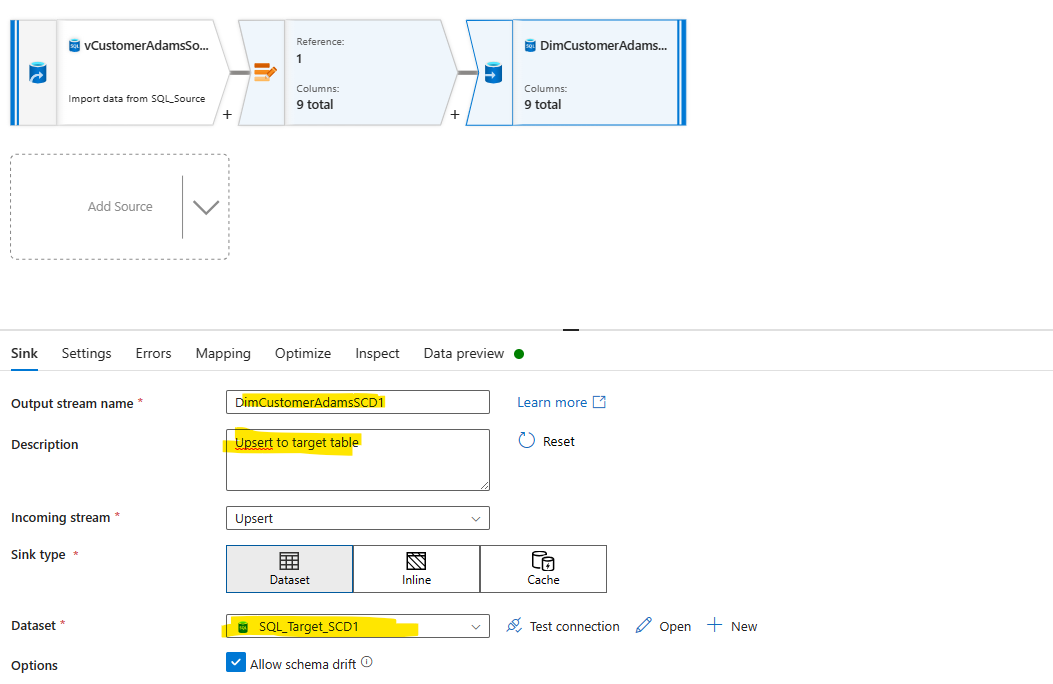 vCustomerAdamsSo...
Import data from SQL_Source
+
Reference:
1
Columns:
9 total
+
DimCustomerAdams...
Columns:
9 total
Add Source
Sink Settings Errors Mapping Optimize Inspect Data preview
Output stream name * DimCustomerAdamsSCD1 Learn more
Description Upsert to target table Reset
Incoming stream * Upsert
Sink type * Dataset Inline Cache
Dataset * SQL_Target_SCD1 Test connection Open New
Options Allow schema drift